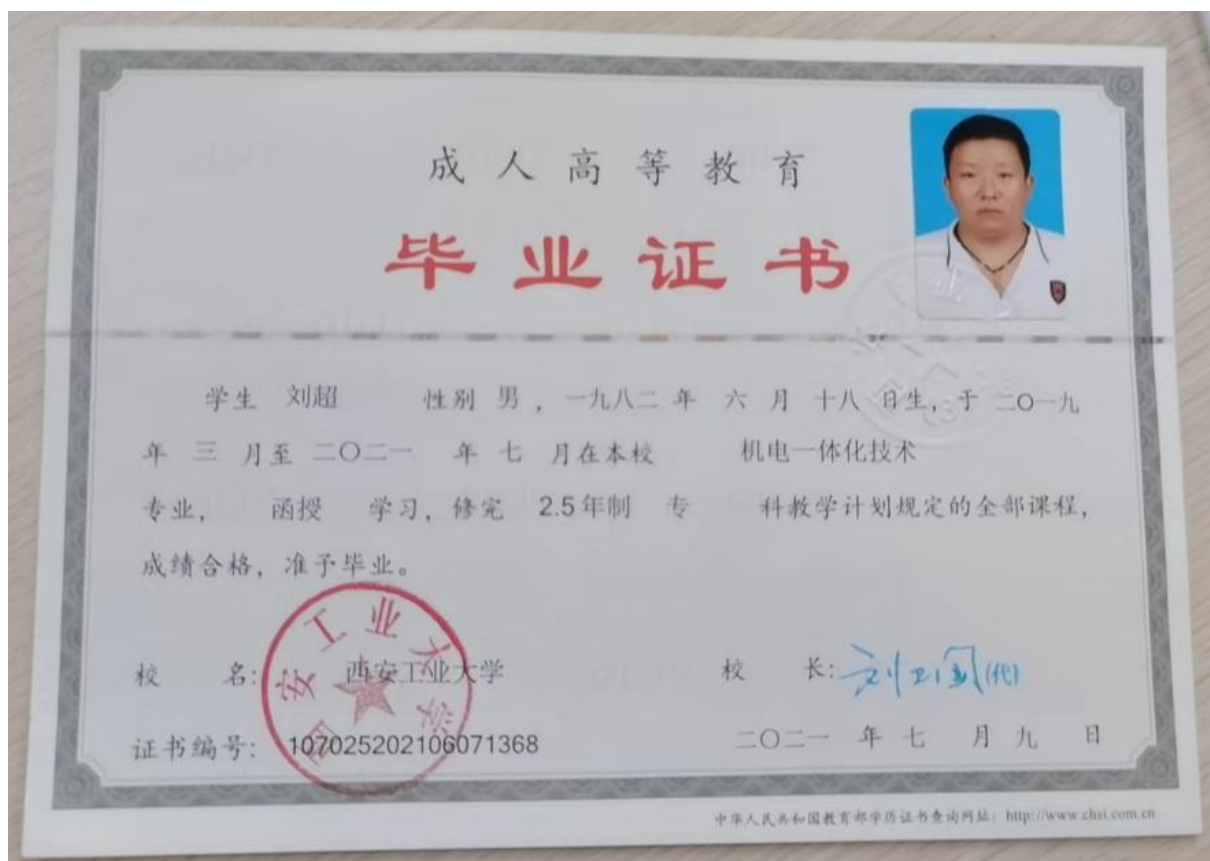 成人高等教育
毕业证书
学生 刘超 性别 男 ，一九八二 年 六 月 十八 日生，于 二〇一九
年 三 月至 二〇二一 年 七 月在本校 机电一体化技术
专业， 函授 学习，修完 2.5年制 专 科教学计划规定的全部课程，
成绩合格，准予毕业。
校 名： 西安工业大学
校 长：刘卫国(代)
西安工业大学
证书编号： 107025202106071368
二〇二一 年 七 月 九 日
中华人民共和国教育部学历证书查询网址：http://www.chsi.com.cn